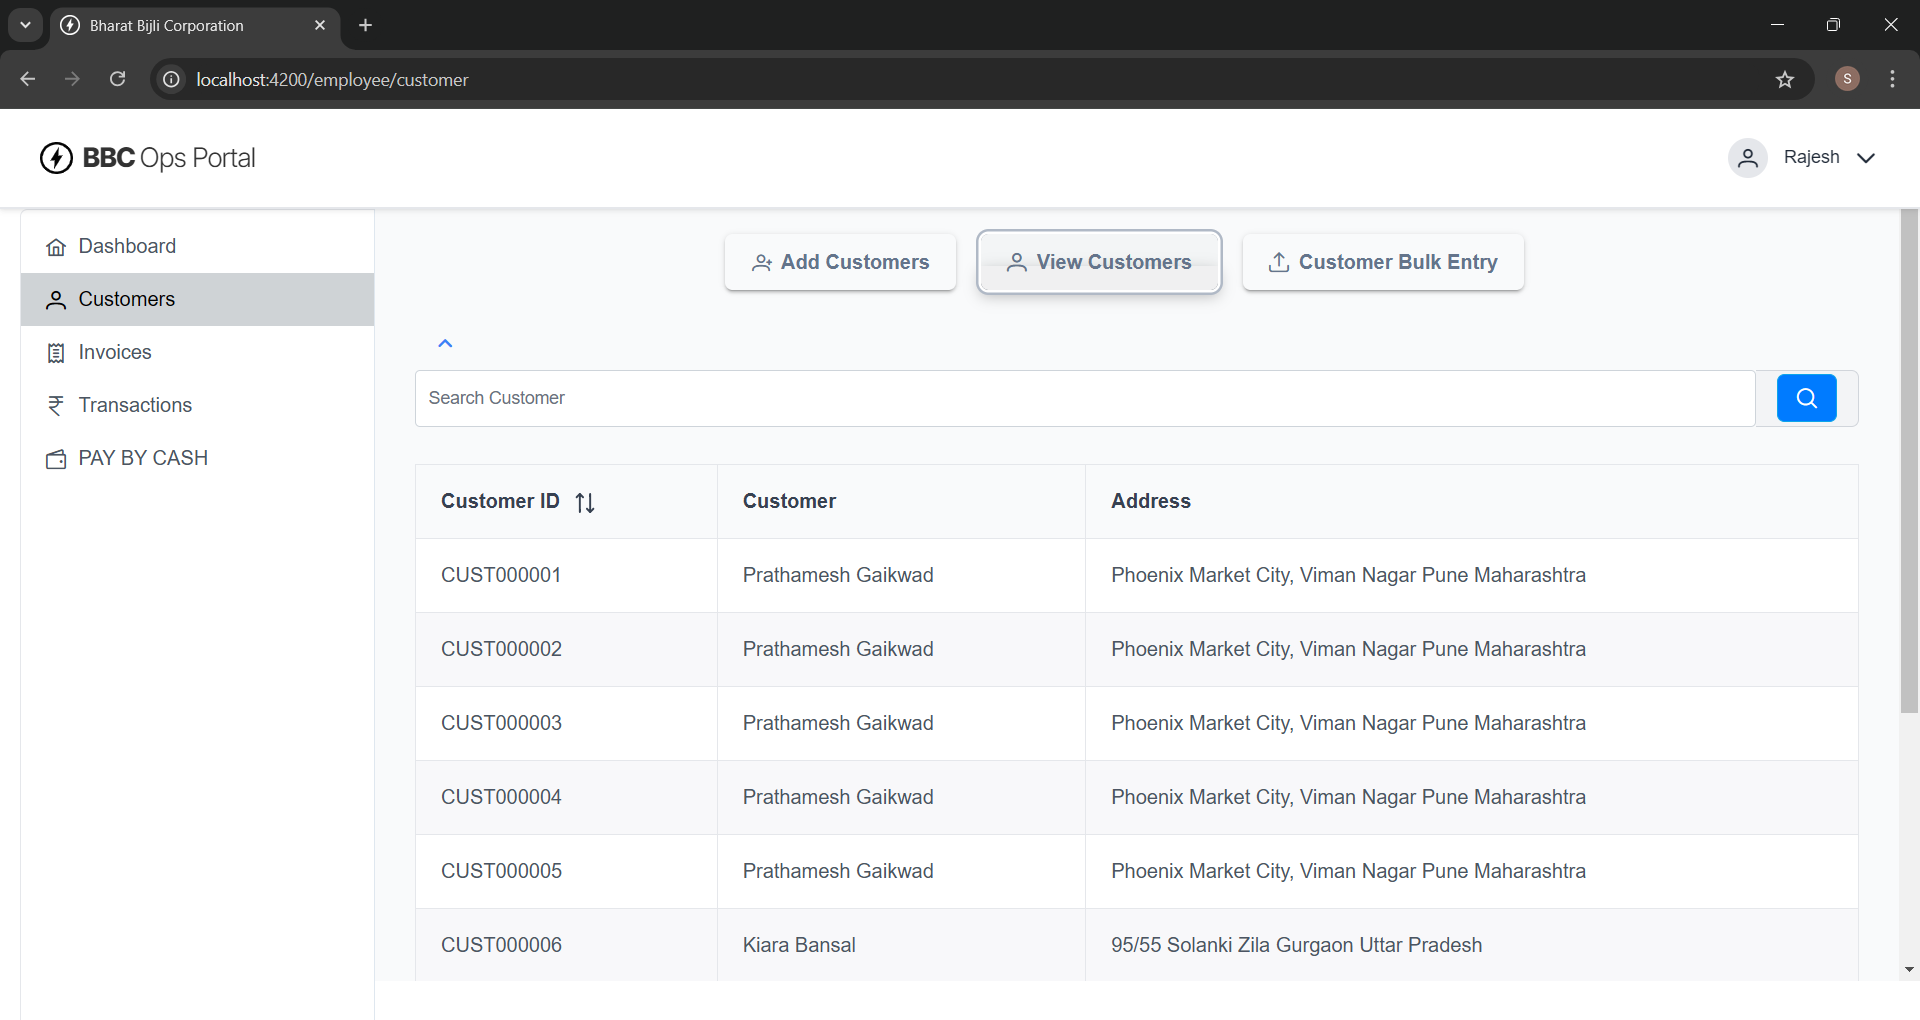 Bharat Bijli Corporation
localhost:4200/employee/customer
S
BBC Ops Portal
Rajesh
Dashboard
Customers
Invoices
Transactions
PAY BY CASH
Add Customers
View Customers
Customer Bulk Entry
Search Customer
Customer ID Customer Address
CUST000001 Prathamesh Gaikwad Phoenix Market City, Viman Nagar Pune Maharashtra
CUST000002 Prathamesh Gaikwad Phoenix Market City, Viman Nagar Pune Maharashtra
CUST000003 Prathamesh Gaikwad Phoenix Market City, Viman Nagar Pune Maharashtra
CUST000004 Prathamesh Gaikwad Phoenix Market City, Viman Nagar Pune Maharashtra
CUST000005 Prathamesh Gaikwad Phoenix Market City, Viman Nagar Pune Maharashtra
CUST000006 Kiara Bansal 95/55 Solanki Zila Gurgaon Uttar Pradesh